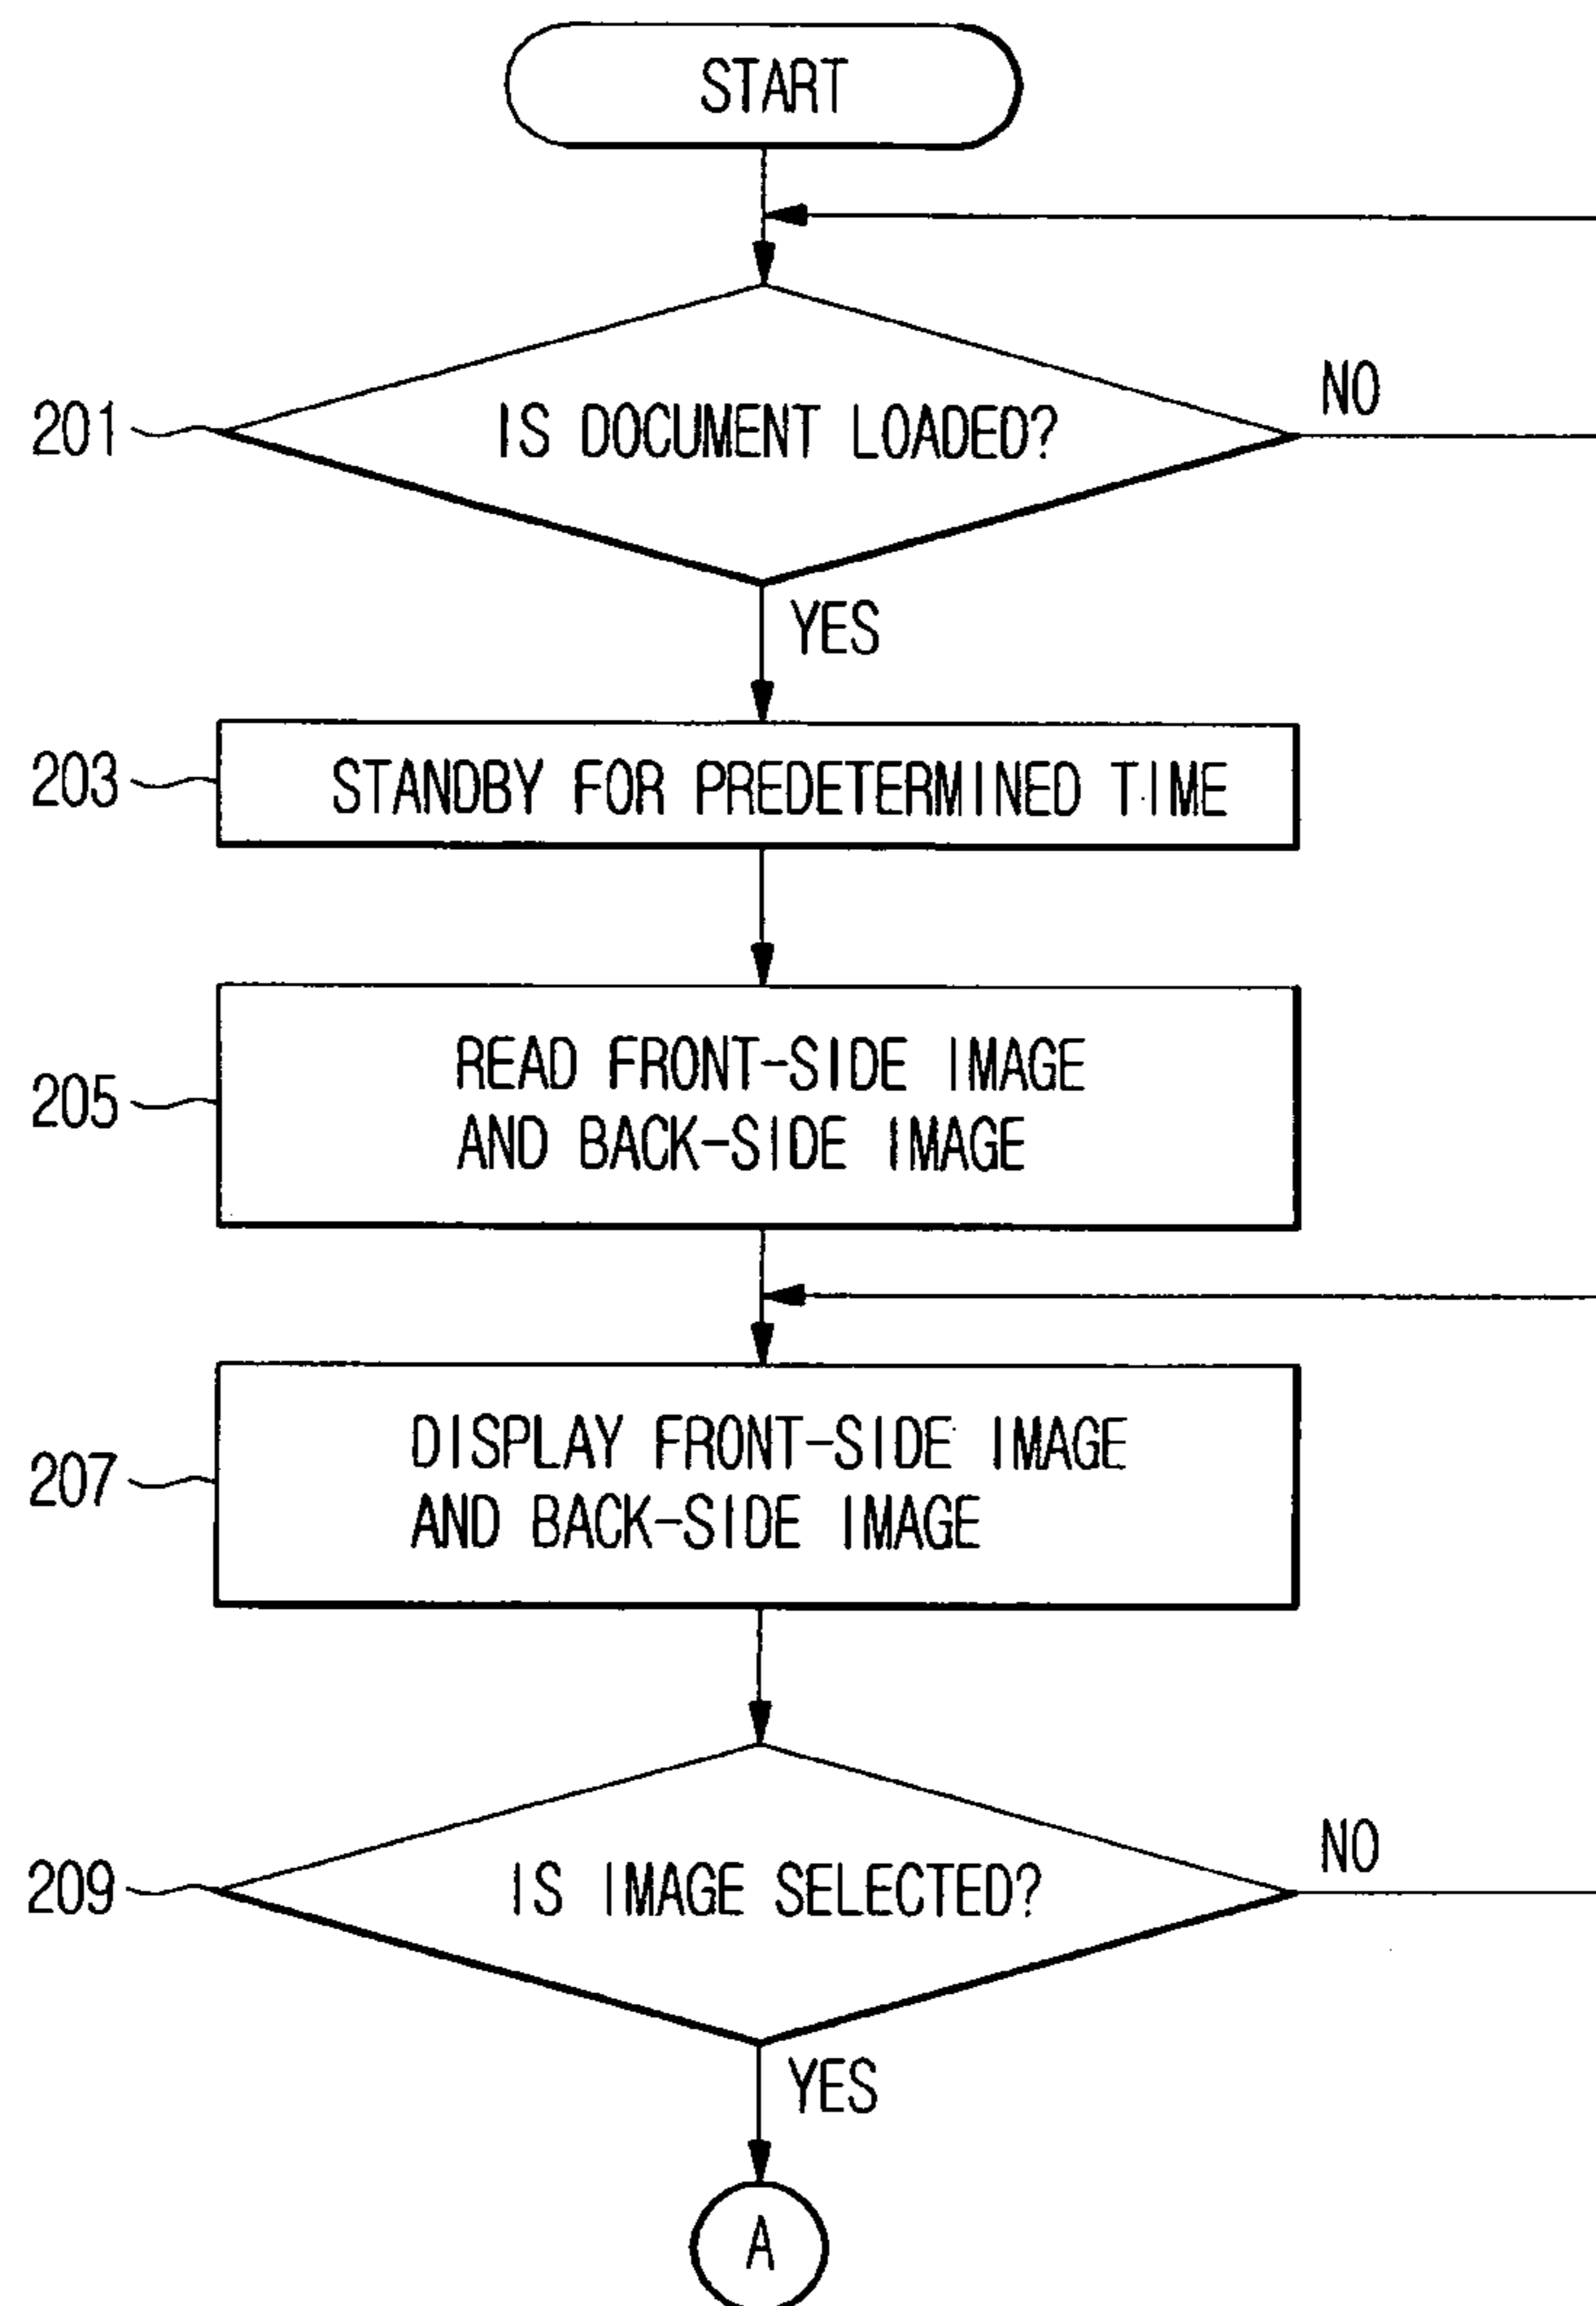 START
201
IS DOCUMENT LOADED?
NO
YES
203
STANDBY FOR PREDETERMINED TIME
205
READ FRONT-SIDE IMAGE
AND BACK-SIDE IMAGE
207
DISPLAY FRONT-SIDE IMAGE
AND BACK-SIDE IMAGE
209
IS IMAGE SELECTED?
NO
YES
A